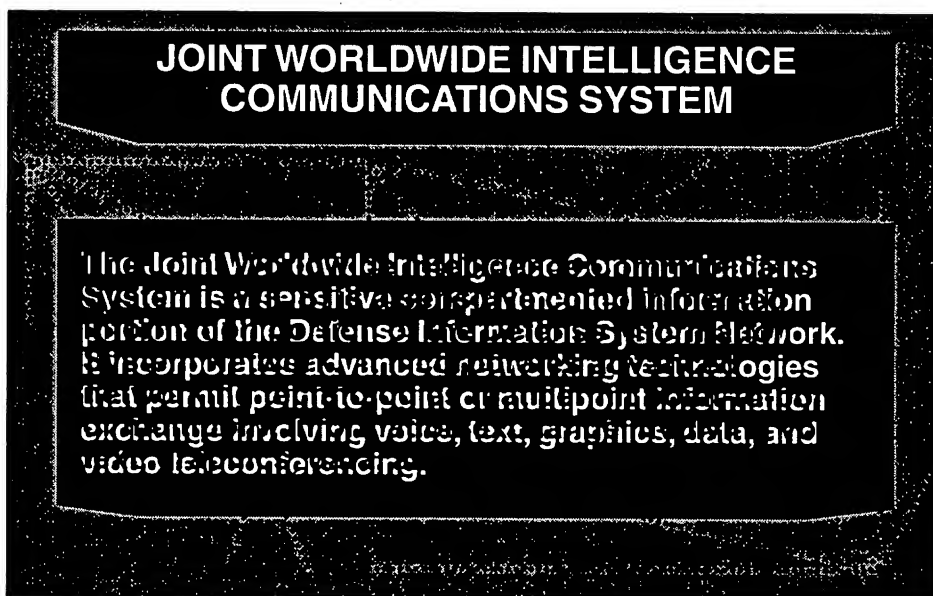 JOINT WORLDWIDE INTELLIGENCE
COMMUNICATIONS SYSTEM
The Joint Worldwide Intelligence Communications
System is a sensitive compartmented information
portion of the Defense Information System Network.
It incorporates advanced networking technologies
that permit point-to-point or multipoint information
exchange involving voice, text, graphics, data, and
video teleconferencing.